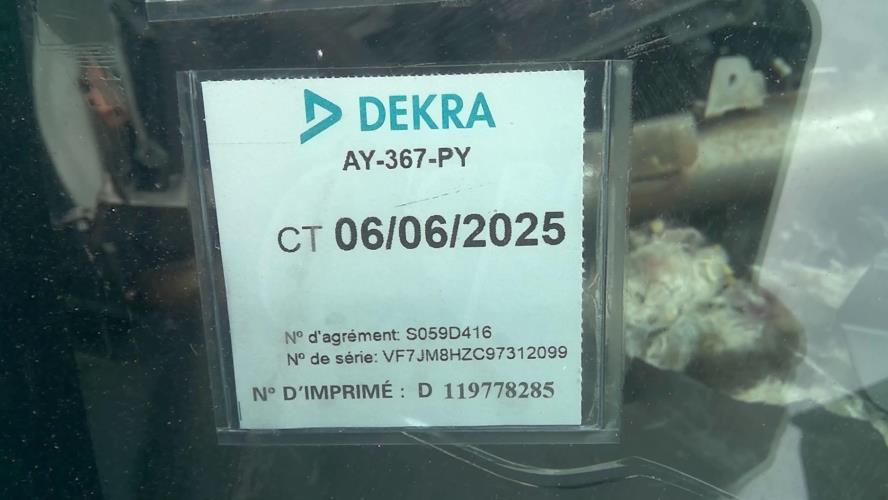 DEKRA
AY-367-PY
CT 06/06/2025
N° d'agrément: S059D416
N° de série: VF7JM8HZC97312099
N° D'IMPRIMÉ : D 119778285